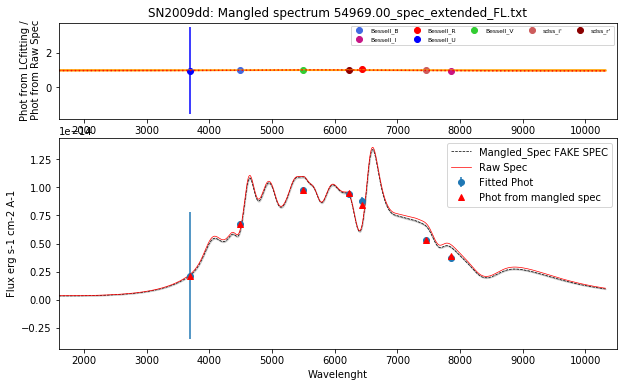 SN2009dd: Mangled spectrum 54969.00_spec_extended_FL.txt
Phot from LCfitting /
Phot from Raw Spec
2
0
Bessell_B
Bessell_I
Bessell_R
Bessell_U
Bessell_V
sdss_i'
sdss_r'
2000 3000 4000 5000 6000 7000 8000 9000 10000
1e−14
Flux erg s-1 cm-2 A-1
1.25
1.00
0.75
0.50
0.25
0.00
−0.25
Mangled_Spec FAKE SPEC
Raw Spec
Fitted Phot
Phot from mangled spec
2000 3000 4000 5000 6000 7000 8000 9000 10000
Wavelenght